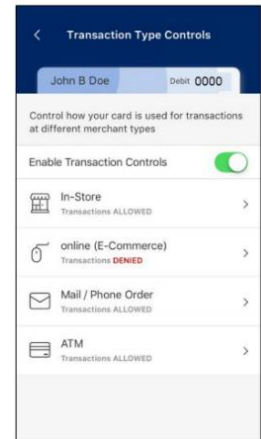 Transaction Type Controls
John B Doe Debit 0000
Control how your card is used for transactions
at different merchant types
Enable Transaction Controls
In-Store
Transactions ALLOWED
online (E-Commerce)
Transactions DENIED
Mail / Phone Order
Transactions ALLOWED
ATM
Transactions ALLOWED